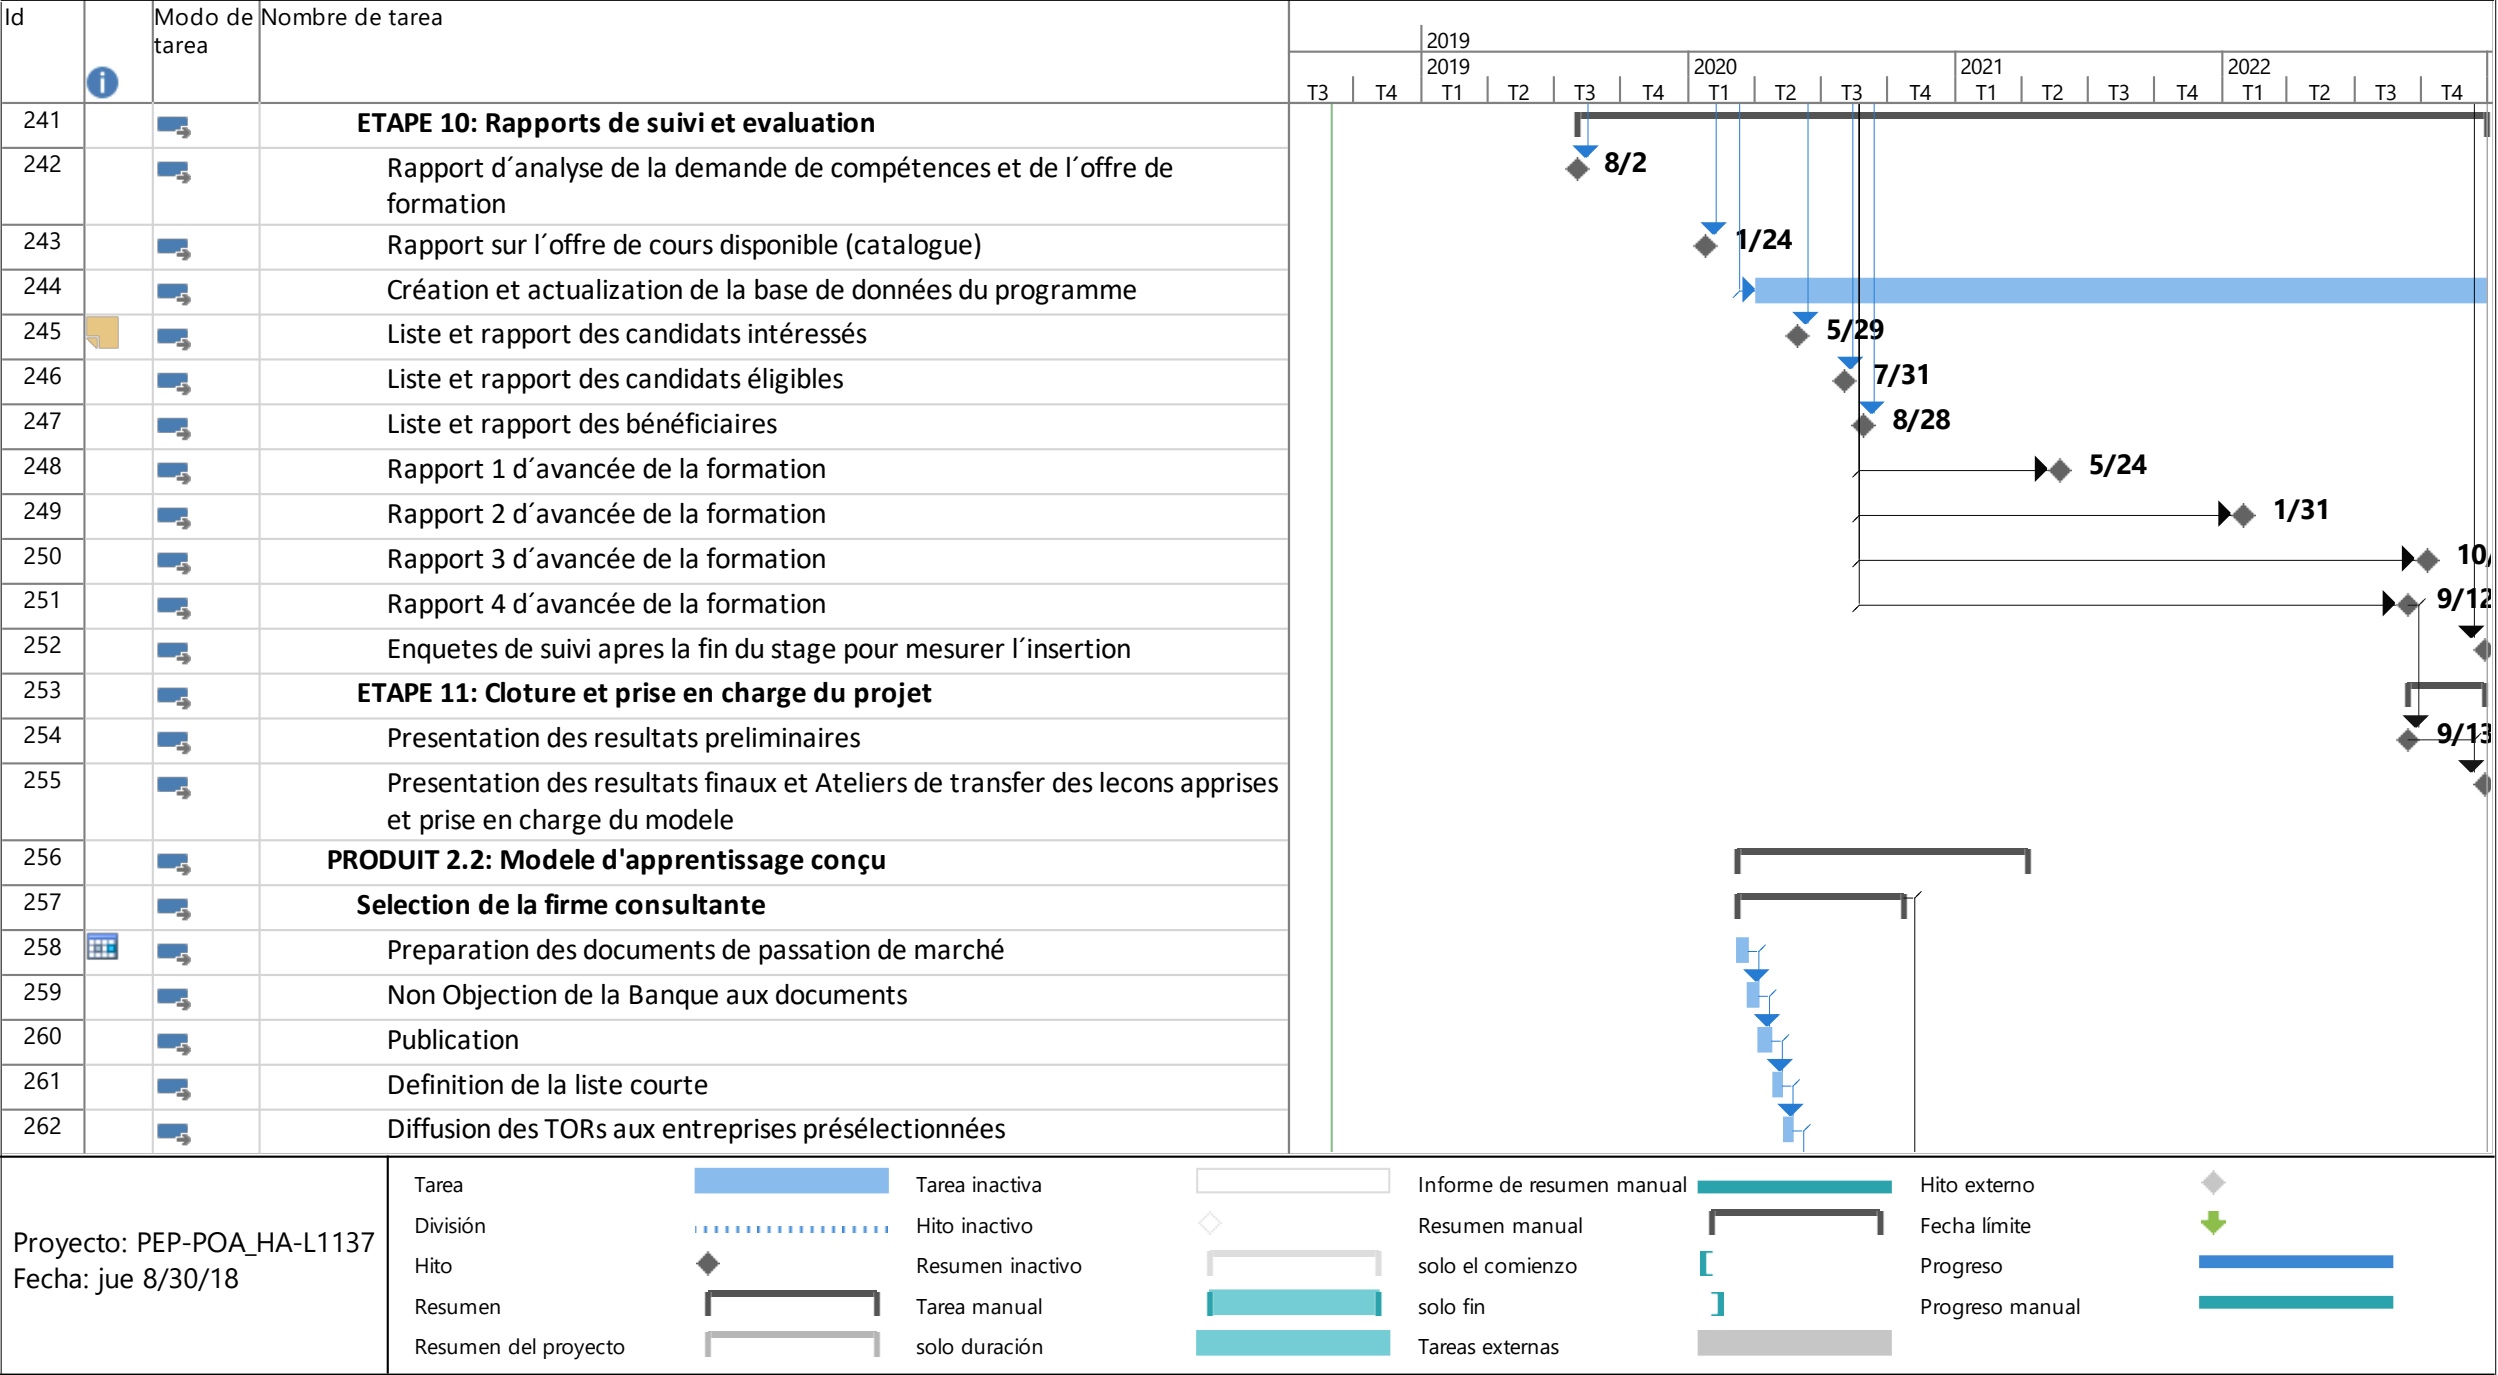 Id
Modo de
tarea
Nombre de tarea
2019
2019 2020 2021 2022
T3 T4 T1 T2 T3 T4 T1 T2 T3 T4 T1 T2 T3 T4 T1 T2 T3 T4
241 ETAPE 10: Rapports de suivi et evaluation
242 Rapport d´analyse de la demande de compétences et de l´offre de
formation
8/2
243 Rapport sur l´offre de cours disponible (catalogue) 1/24
244 Création et actualization de la base de données du programme
245 Liste et rapport des candidats intéressés 5/29
246 Liste et rapport des candidats éligibles 7/31
247 Liste et rapport des bénéficiaires 8/28
248 Rapport 1 d´avancée de la formation 5/24
249 Rapport 2 d´avancée de la formation 1/31
250 Rapport 3 d´avancée de la formation 10/
251 Rapport 4 d´avancée de la formation 9/12
252 Enquetes de suivi apres la fin du stage pour mesurer l´insertion
253 ETAPE 11: Cloture et prise en charge du projet
254 Presentation des resultats preliminaires 9/13
255 Presentation des resultats finaux et Ateliers de transfer des lecons apprises
et prise en charge du modele
256 PRODUIT 2.2: Modele d'apprentissage conçu
257 Selection de la firme consultante
258 Preparation des documents de passation de marché
259 Non Objection de la Banque aux documents
260 Publication
261 Definition de la liste courte
262 Diffusion des TORs aux entreprises présélectionnées
Proyecto: PEP-POA_HA-L1137
Fecha: jue 8/30/18
Tarea
División
Hito
Resumen
Resumen del proyecto
Tarea inactiva
Hito inactivo
Resumen inactivo
Tarea manual
solo duración
Informe de resumen manual
Resumen manual
solo el comienzo
solo fin
Tareas externas
Hito externo
Fecha límite
Progreso
Progreso manual